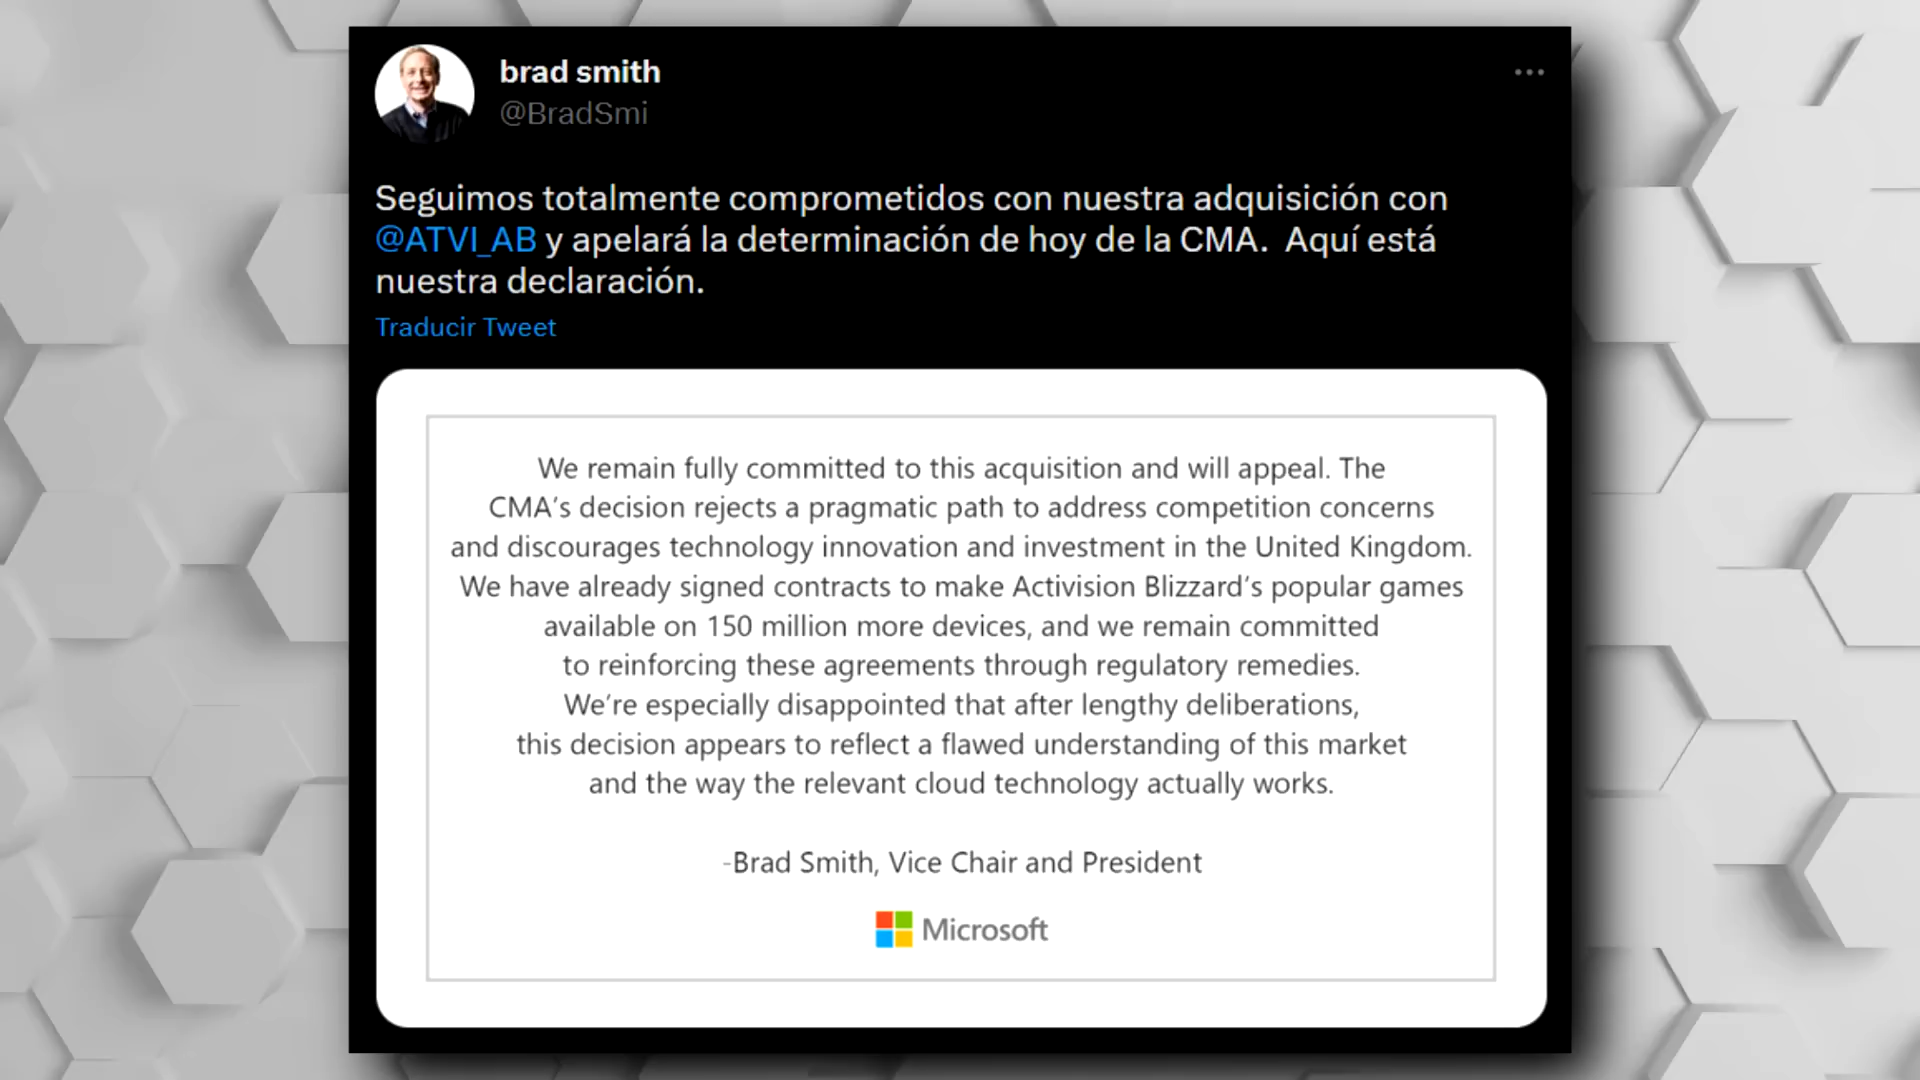 brad smith
@BradSmi
Seguimos totalmente comprometidos con nuestra adquisición con
@ATVI_AB y apelará la determinación de hoy de la CMA. Aquí está
nuestra declaración.
Traducir Tweet
We remain fully committed to this acquisition and will appeal. The
CMA's decision rejects a pragmatic path to address competition concerns
and discourages technology innovation and investment in the United Kingdom.
We have already signed contracts to make Activision Blizzard's popular games
available on 150 million more devices, and we remain committed
to reinforcing these agreements through regulatory remedies.
We're especially disappointed that after lengthy deliberations,
this decision appears to reflect a flawed understanding of this market
and the way the relevant cloud technology actually works.
-Brad Smith, Vice Chair and President
Microsoft